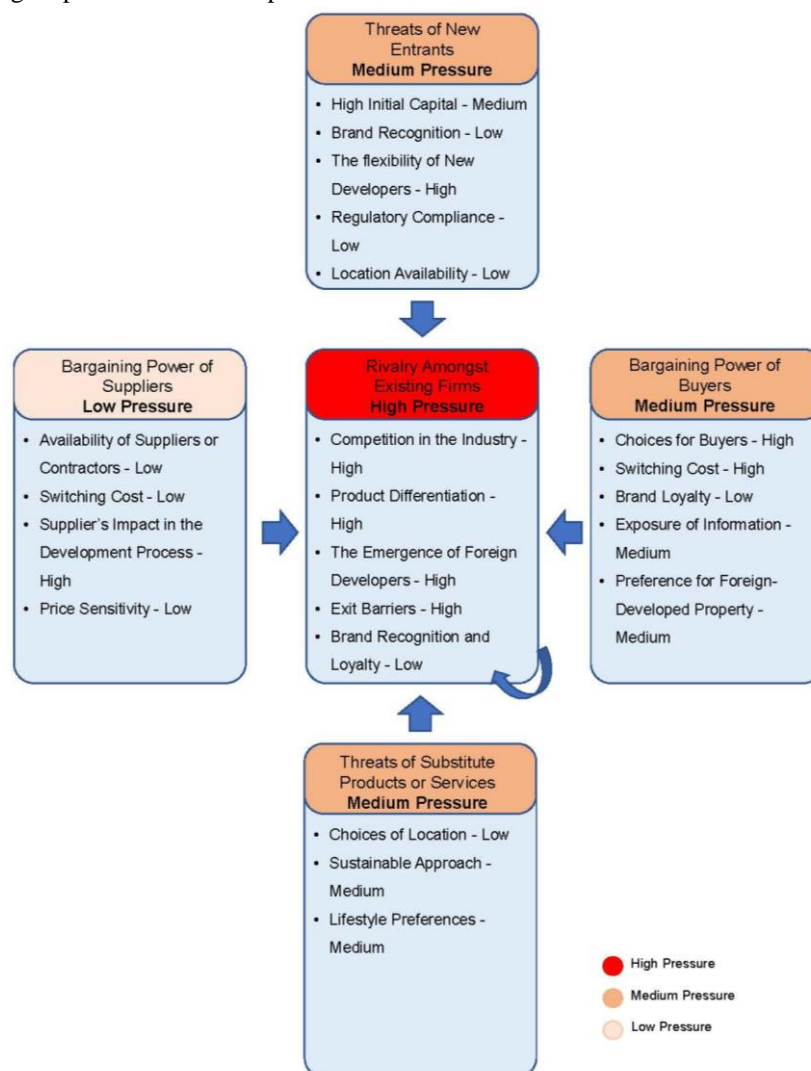 Threats of New
Entrants
Medium Pressure
• High Initial Capital - Medium
• Brand Recognition - Low
• The flexibility of New
Developers - High
• Regulatory Compliance -
Low
• Location Availability - Low
Bargaining Power of
Suppliers
Low Pressure
• Availability of Suppliers or
Contractors - Low
• Switching Cost - Low
• Supplier's Impact in the
Development Process -
High
• Price Sensitivity - Low
Rivalry Amongst
Existing Firms
High Pressure
• Competition in the Industry -
High
• Product Differentiation -
High
• The Emergence of Foreign
Developers - High
• Exit Barriers - High
• Brand Recognition and
Loyalty - Low
Bargaining Power of
Buyers
Medium Pressure
• Choices for Buyers - High
• Switching Cost - High
• Brand Loyalty - Low
• Exposure of Information -
Medium
• Preference for Foreign-
Developed Property -
Medium
Threats of Substitute
Products or Services
Medium Pressure
• Choices of Location - Low
• Sustainable Approach -
Medium
• Lifestyle Preferences -
Medium
High Pressure
Medium Pressure
Low Pressure